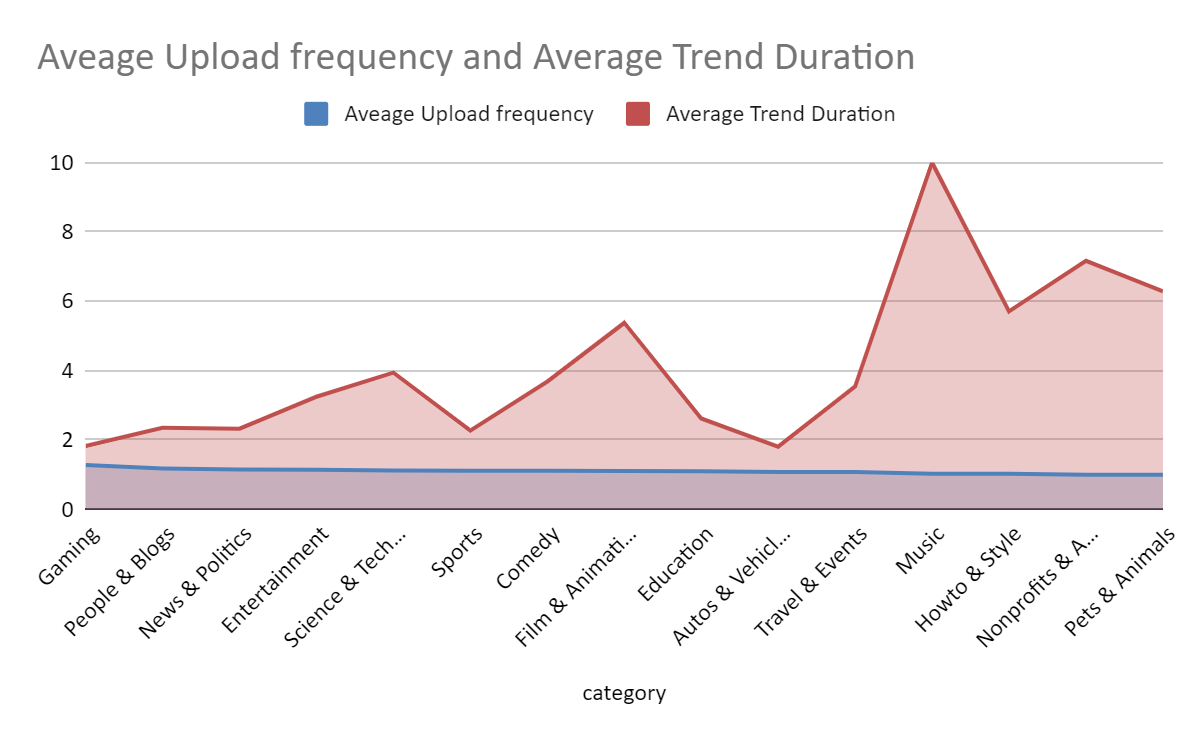 Aveage Upload frequency and Average Trend Duration
Aveage Upload frequency
Average Trend Duration
10
8
6
4
2
0
Gaming
People & Blogs
News & Politics
Entertainment
Science & Tech...
Sports
Comedy
Film & Animati...
Education
Autos & Vehicl...
Travel & Events
Music
Howto & Style
Nonprofits & A...
Pets & Animals
category